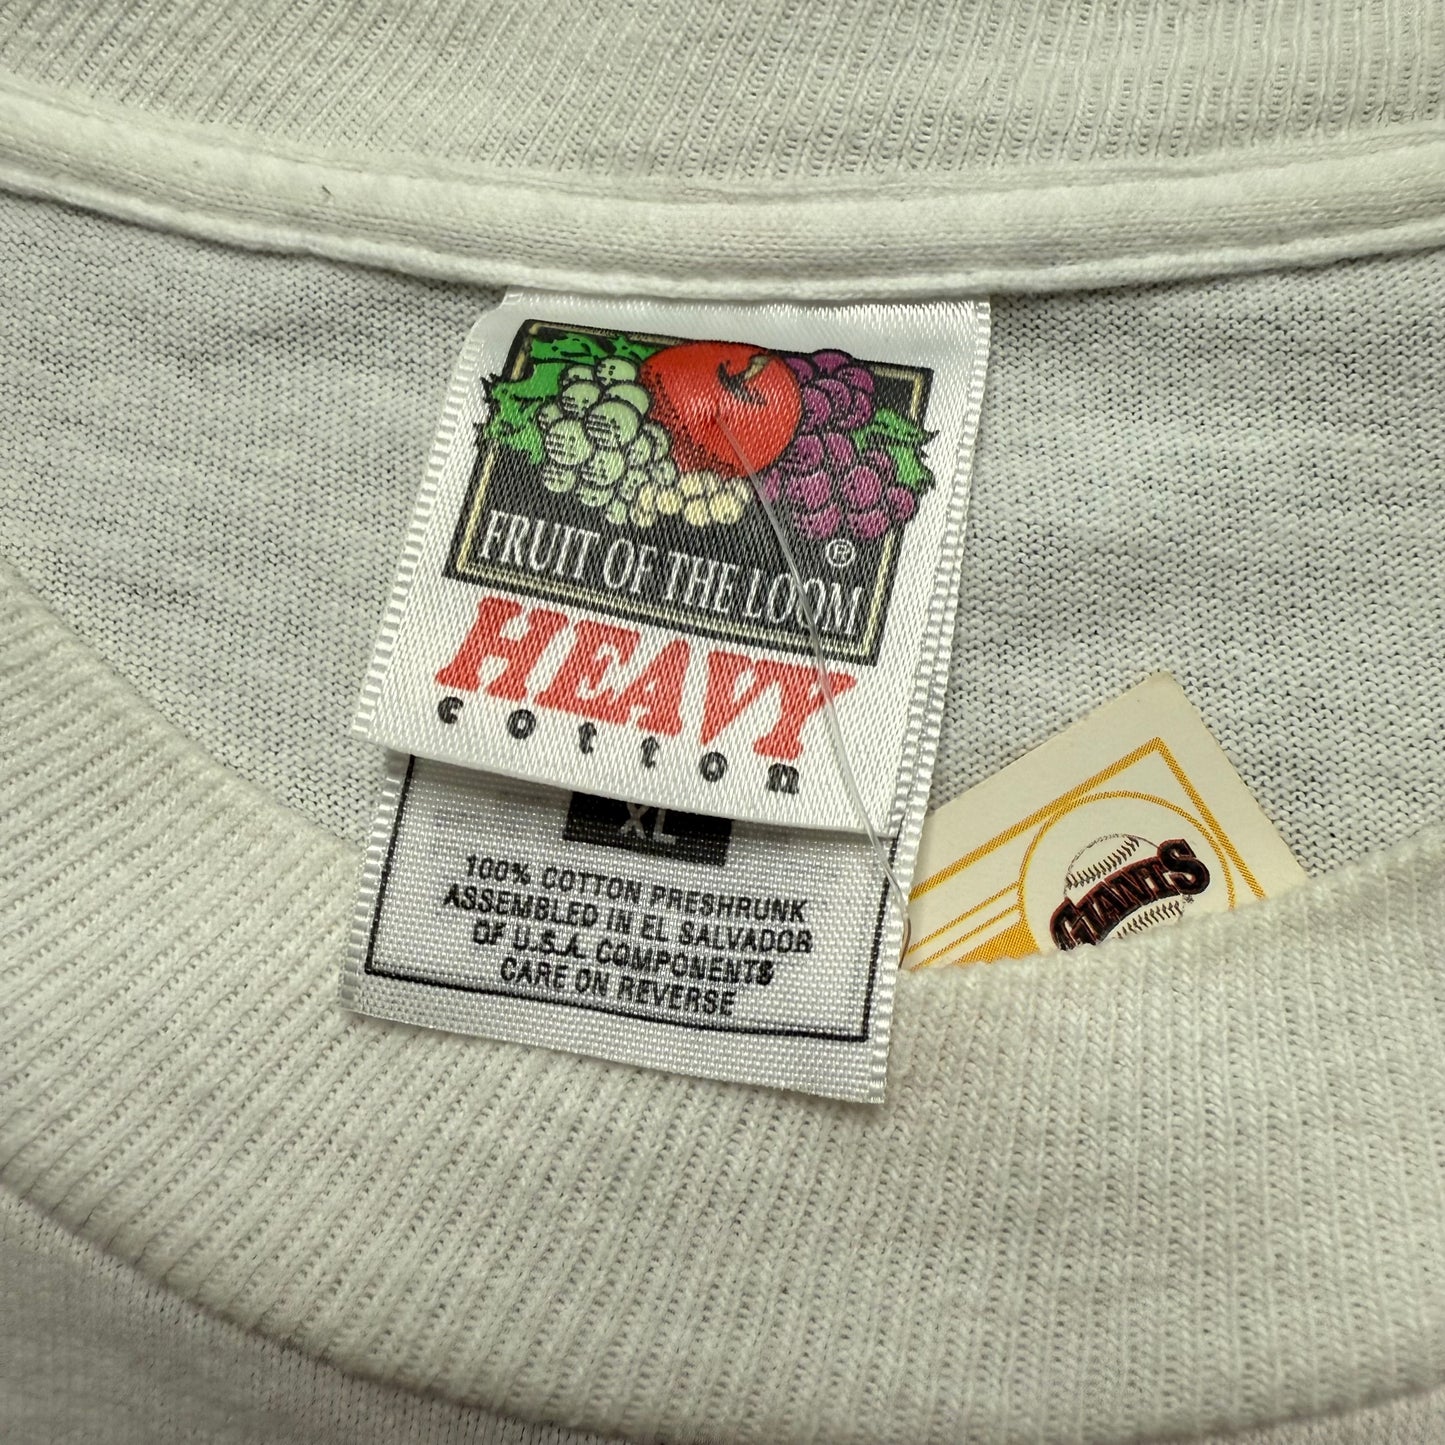 FRUIT OF THE LOOM ®
HEAVY
cotton
XL
100% COTTON PRESHRUNK
ASSEMBLED IN EL SALVADOR
OF U.S.A. COMPONENTS
CARE ON REVERSE
GIANTS